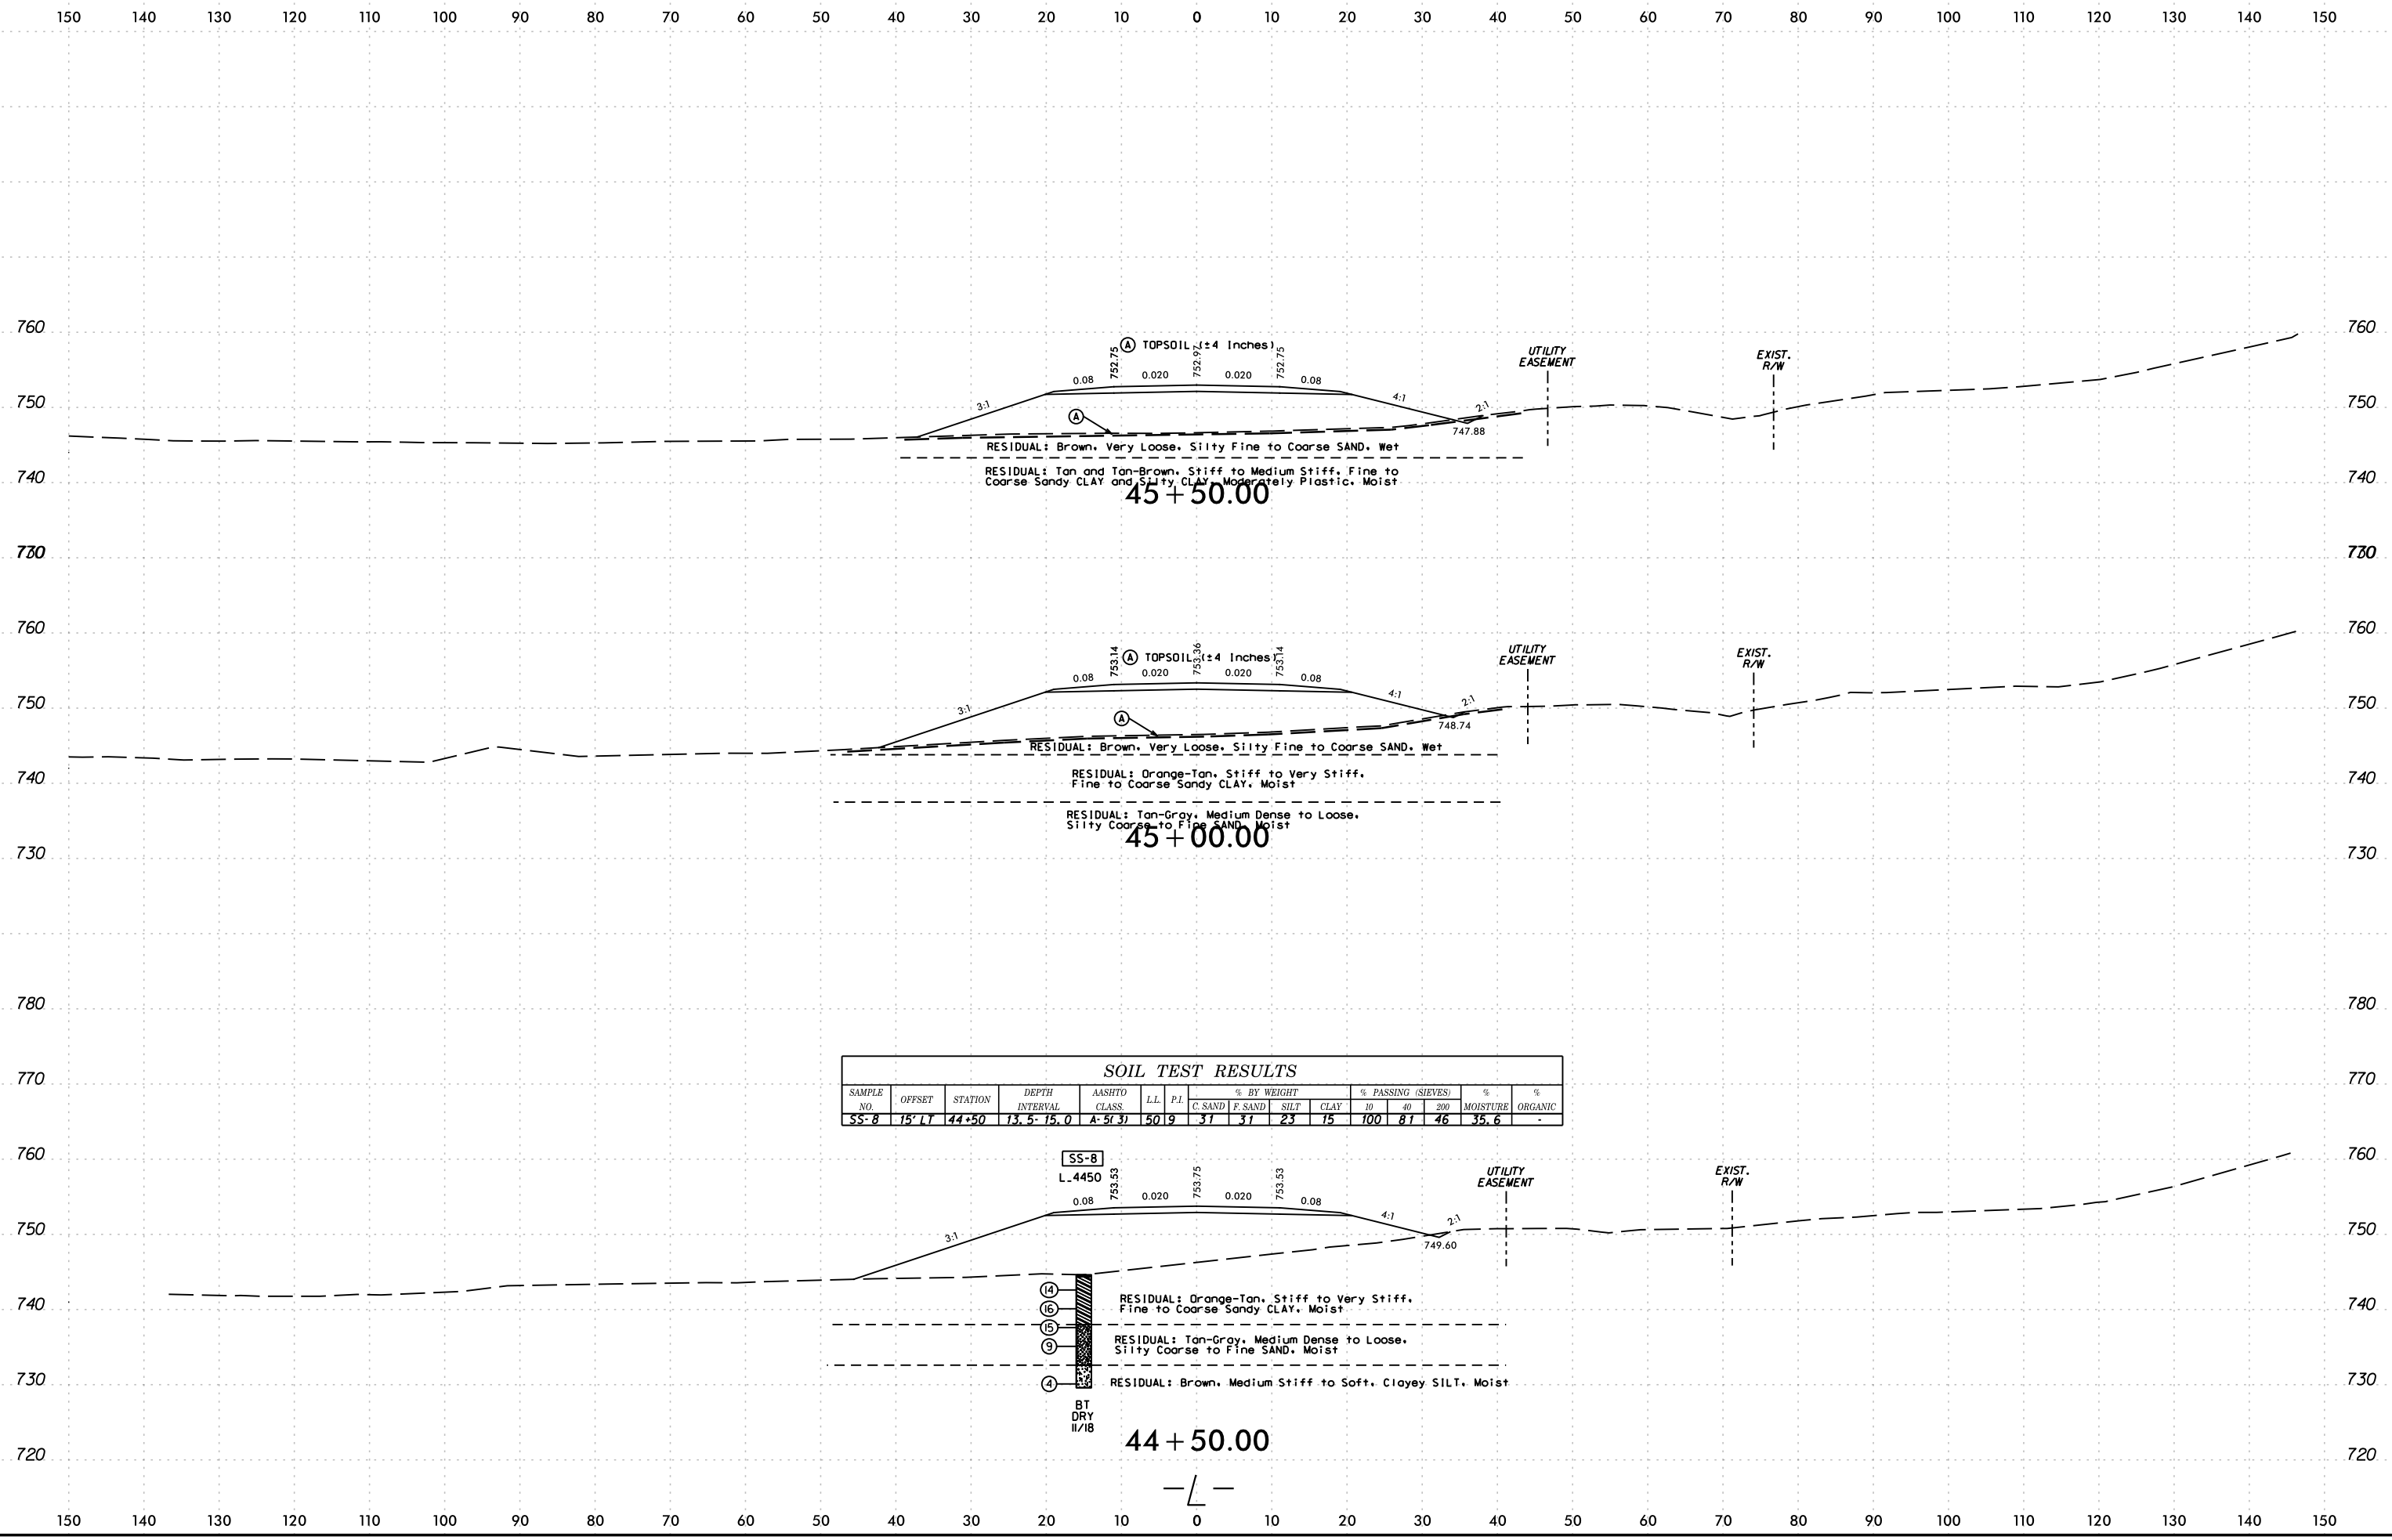 150 140 130 120 110 100 90 80 70 60 50 40 30 20 10 0 10 20 30 40 50 60 70 80 90 100 110 120 130 140 150
760 760
A TOPSOIL (±4 Inches)
752.75 752.97 752.75
0.08 0.020 0.020 0.08
3:1 4:1 2:1
UTILITY
EASEMENT
EXIST.
R/W
750 750
A
747.88
RESIDUAL: Brown, Very Loose, Silty Fine to Coarse SAND, Wet
RESIDUAL: Tan and Tan-Brown, Stiff to Medium Stiff, Fine to
Coarse Sandy CLAY and Silty CLAY, Moderately Plastic, Moist
740 740
45+50.00
730 730
760 760
A TOPSOIL (±4 Inches)
753.14 753.36 753.14
0.08 0.020 0.020 0.08
3:1 4:1 2:1
UTILITY
EASEMENT
EXIST.
R/W
750 750
A
748.74
RESIDUAL: Brown, Very Loose, Silty Fine to Coarse SAND, Wet
RESIDUAL: Orange-Tan, Stiff to Very Stiff,
Fine to Coarse Sandy CLAY, Moist
740 740
RESIDUAL: Tan-Gray, Medium Dense to Loose,
Silty Coarse to Fine SAND, Moist
45+00.00
730 730
780 780
770 770
SOIL TEST RESULTS
SAMPLE NO. OFFSET STATION DEPTH INTERVAL AASHTO CLASS. L.L. P.I. % BY WEIGHT % PASSING (SIEVES) % MOISTURE % ORGANIC
C. SAND F. SAND SILT CLAY 10 40 200
SS-8 15' LT 44+50 13.5-15.0 A-5(3) 50 9 31 31 23 15 100 81 46 35.6 -
760 760
SS-8
L_4450
753.53 753.75 753.53
0.08 0.020 0.020 0.08
3:1 4:1 2:1
UTILITY
EASEMENT
EXIST.
R/W
750 750
749.60
14
RESIDUAL: Orange-Tan, Stiff to Very Stiff,
Fine to Coarse Sandy CLAY, Moist
740 16 740
15
RESIDUAL: Tan-Gray, Medium Dense to Loose,
Silty Coarse to Fine SAND, Moist
9
730 4 RESIDUAL: Brown, Medium Stiff to Soft, Clayey SILT, Moist 730
BT
DRY
11/18
44+50.00
720 720
-L-
150 140 130 120 110 100 90 80 70 60 50 40 30 20 10 0 10 20 30 40 50 60 70 80 90 100 110 120 130 140 150